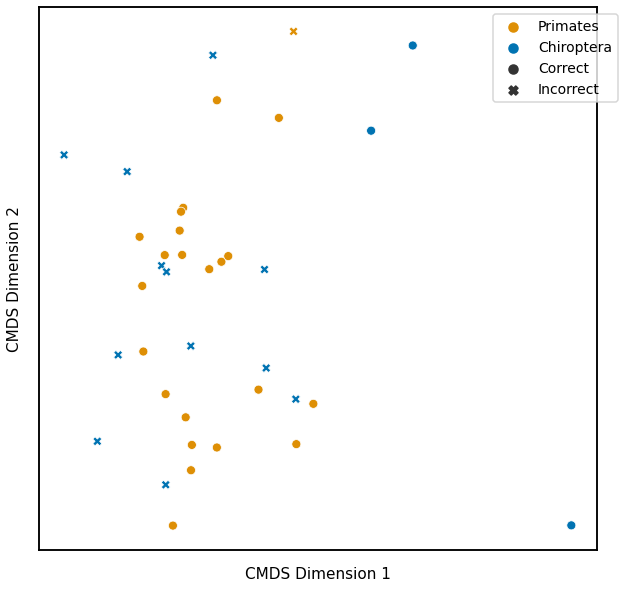 Primates
Chiroptera
Correct
Incorrect
CMDS Dimension 2
CMDS Dimension 1